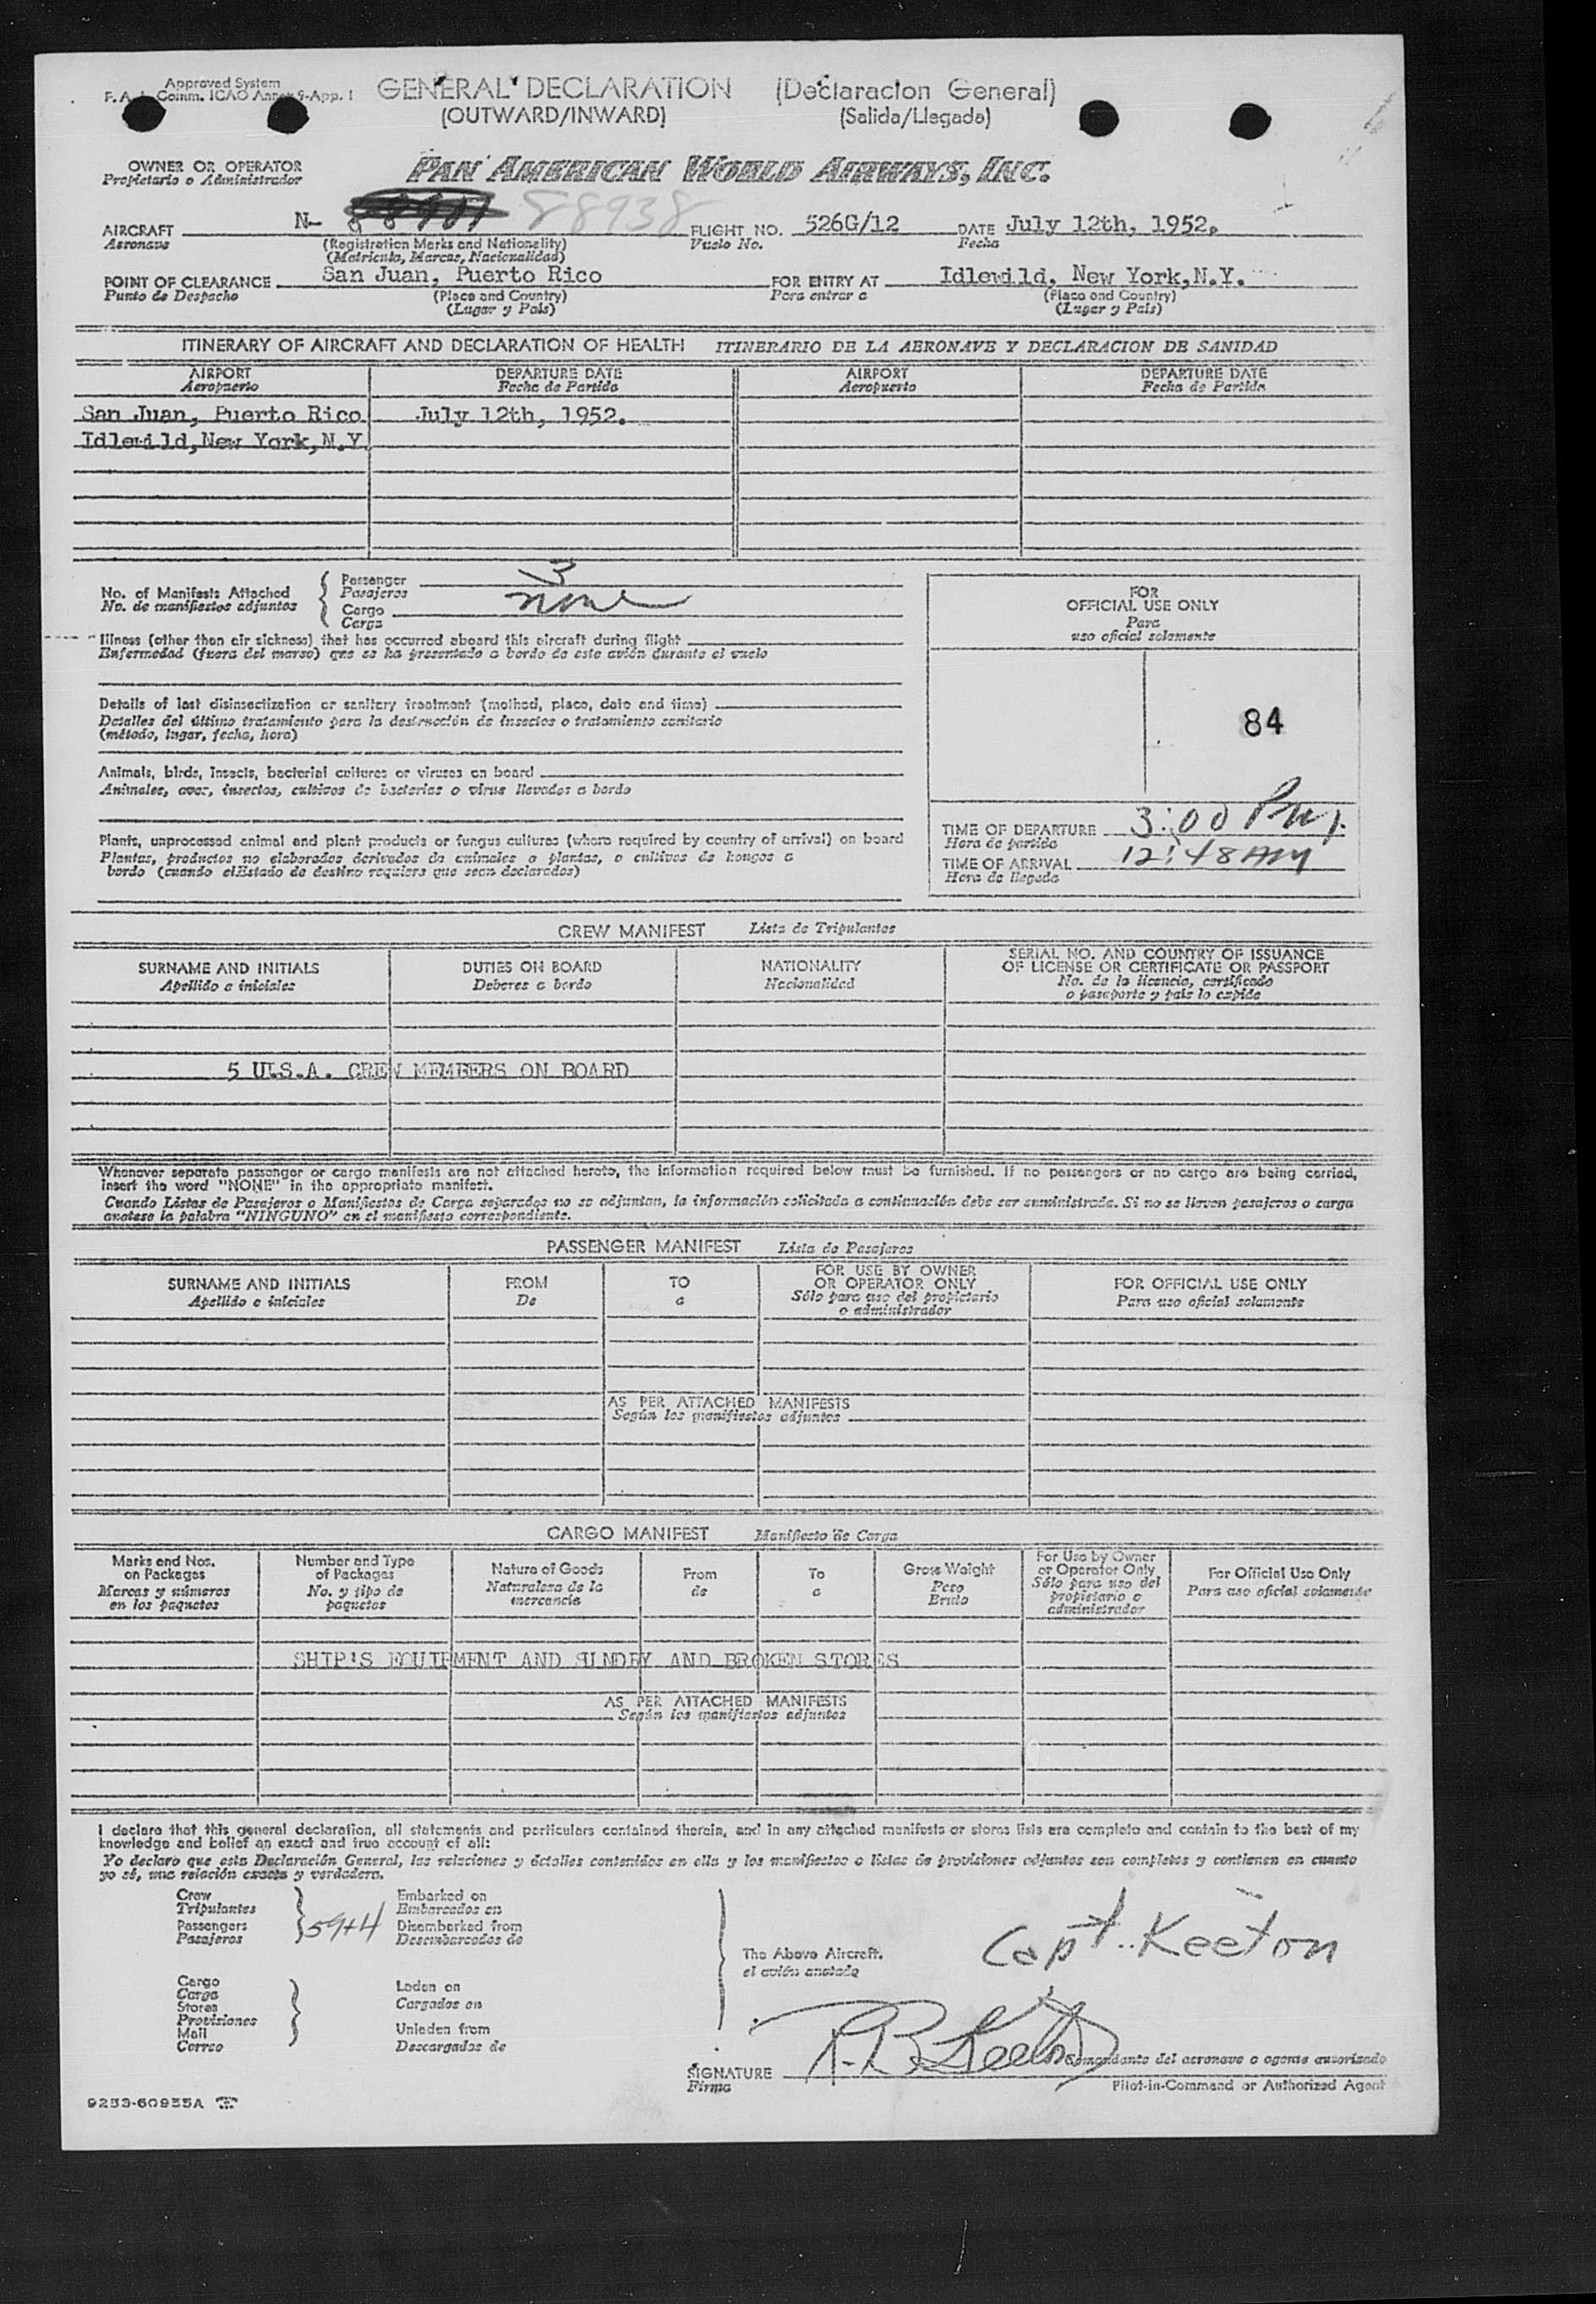 Approved System
F. A. L. Comm. ICAO Annex 9-App. 1
GENERAL DECLARATION (Declaracion General)
(OUTWARD/INWARD) (Salida/Llegada)
OWNER OR OPERATOR PAN AMERICAN WORLD AIRWAYS, INC.
Propietario o Administrador
AIRCRAFT N- 88938 FLIGHT NO. 526G/12 DATE July 12th, 1952.
Aeronave (Registration Marks and Nationality) Vuelo No. Fecha
(Matricula, Marcas, Nacionalidad)
POINT OF CLEARANCE San Juan, Puerto Rico FOR ENTRY AT Idlewild, New York,N.Y.
Punto de Despacho (Place and Country) Para entrar a (Place and Country)
(Lugar y Pais) (Lugar y Pais)
ITINERARY OF AIRCRAFT AND DECLARATION OF HEALTH ITINERARIO DE LA AERONAVE Y DECLARACION DE SANIDAD
AIRPORT DEPARTURE DATE AIRPORT DEPARTURE DATE
Aeropuerto Fecha de Partida Aeropuerto Fecha de Partida
San Juan, Puerto Rico July 12th, 1952.
Idlewild,New York,N.Y.
No. of Manifests Attached Passenger 3
No. de manifiestos adjuntos Pasajeros
Cargo none
Carga
Illness (other than air sickness) that has occurred aboard this aircraft during flight
Enfermedad (fuera del mareo) que se ha presentado a bordo de este avión durante el vuelo
Details of last disinsectization or sanitary treatment (method, place, date and time)
Detalles del último tratamiento para la destrucción de insectos o tratamiento sanitario
(método, lugar, fecha, hora)
Animals, birds, insects, bacterial cultures or viruses on board
Animales, aves, insectos, cultivos de bacterias o virus llevados a bordo
Plants, unprocessed animal and plant products or fungus cultures (where required by country of arrival) on board
Plantas, productos no elaborados derivados de animales o plantas, o cultivos de hongos a
bordo (cuando el Estado de destino requiera que sean declarados)
FOR
OFFICIAL USE ONLY
Para
uso oficial solamente
84
TIME OF DEPARTURE 3:00 PM
Hora de partida
TIME OF ARRIVAL 12:48 AM
Hora de llegada
CREW MANIFEST Lista de Tripulantes
SURNAME AND INITIALS DUTIES ON BOARD NATIONALITY SERIAL NO. AND COUNTRY OF ISSUANCE
OF LICENSE OR CERTIFICATE OR PASSPORT
Apellido e iniciales Deberes a bordo Nacionalidad No. de la licencia, certificado
o pasaporte y pais lo expide
5 U.S.A. CREW MEMBERS ON BOARD
Whenever separate passenger or cargo manifests are not attached hereto, the information required below must be furnished. If no passengers or no cargo are being carried,
insert the word "NONE" in the appropriate manifest.
Cuando Listas de Pasajeros o Manifiestos de Carga separados no se adjuntan, la información solicitada a continuación debe ser suministrada. Si no se llevan pasajeros o carga
anotese la palabra "NINGUNO" en el manifiesto correspondiente.
PASSENGER MANIFEST Lista de Pasajeros
SURNAME AND INITIALS FROM TO FOR USE BY OWNER OR OPERATOR ONLY FOR OFFICIAL USE ONLY
Apellido e iniciales De a Sólo para uso del propietario o administrador Para uso oficial solamente
AS PER ATTACHED MANIFESTS
Según los manifiestos adjuntos
CARGO MANIFEST Manifiesto de Carga
Marks and Nos. on Packages Number and Type of Packages Nature of Goods From To Gross Weight For Use by Owner or Operator Only For Official Use Only
Marcas y números en los paquetes No. y tipo de paquetes Naturaleza de la mercancía de a Peso Bruto Sólo para uso del propietario o administrador Para uso oficial solamente
SHIP'S EQUIPMENT AND SUNDRY AND BROKEN STORES
AS PER ATTACHED MANIFESTS
Según los manifiestos adjuntos
I declare that this general declaration, all statements and particulars contained therein, and in any attached manifests or stores lists are complete and contain to the best of my
knowledge and belief an exact and true account of all:
Yo declaro que esta Declaración General, las relaciones y detalles contenidos en ella y los manifiestos o listas de provisiones adjuntos son completos y contienen en cuanto
yo sé, una relación exacta y verdadera.
Crew Embarked on
Tripulantes Embarcados en
Passengers 59+4 Disembarked from
Pasajeros Desembarcados de
The Above Aircraft. Capt. Keeton
el avión anotado
Cargo Laden on
Carga Cargados en
Stores
Provisiones
Mail Unladen from
Correo Descargados de
SIGNATURE R.B. Keeton Comandante del aeronave o agente autorizado
Firma Pilot-in-Command or Authorized Agent
9253-60935A